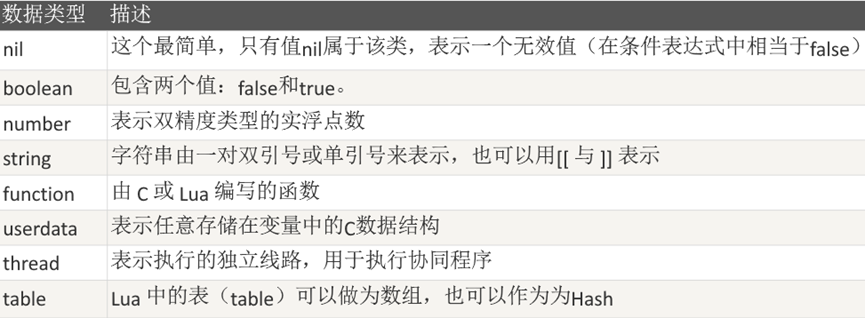 数据类型 描述
nil 这个最简单，只有值nil属于该类，表示一个无效值（在条件表达式中相当于false）
boolean 包含两个值：false和true。
number 表示双精度类型的实浮点数
string 字符串由一对双引号或单引号来表示，也可以用[[ 与 ]] 表示
function 由 C 或 Lua 编写的函数
userdata 表示任意存储在变量中的C数据结构
thread 表示执行的独立线路，用于执行协同程序
table Lua 中的表（table）可以做为数组，也可以作为为Hash